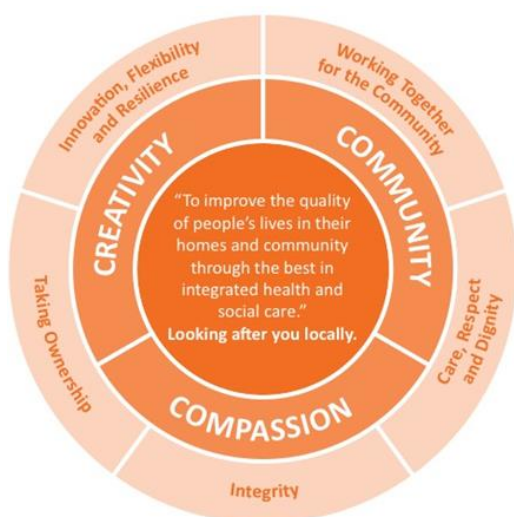 Innovation, Flexibility
and Resilience
Working Together
for the Community
CREATIVITY
COMMUNITY
“To improve the quality
of people’s lives in their
homes and community
through the best in
integrated health and
social care.”
Looking after you locally.
Taking Ownership
Care, Respect
and Dignity
COMPASSION
Integrity